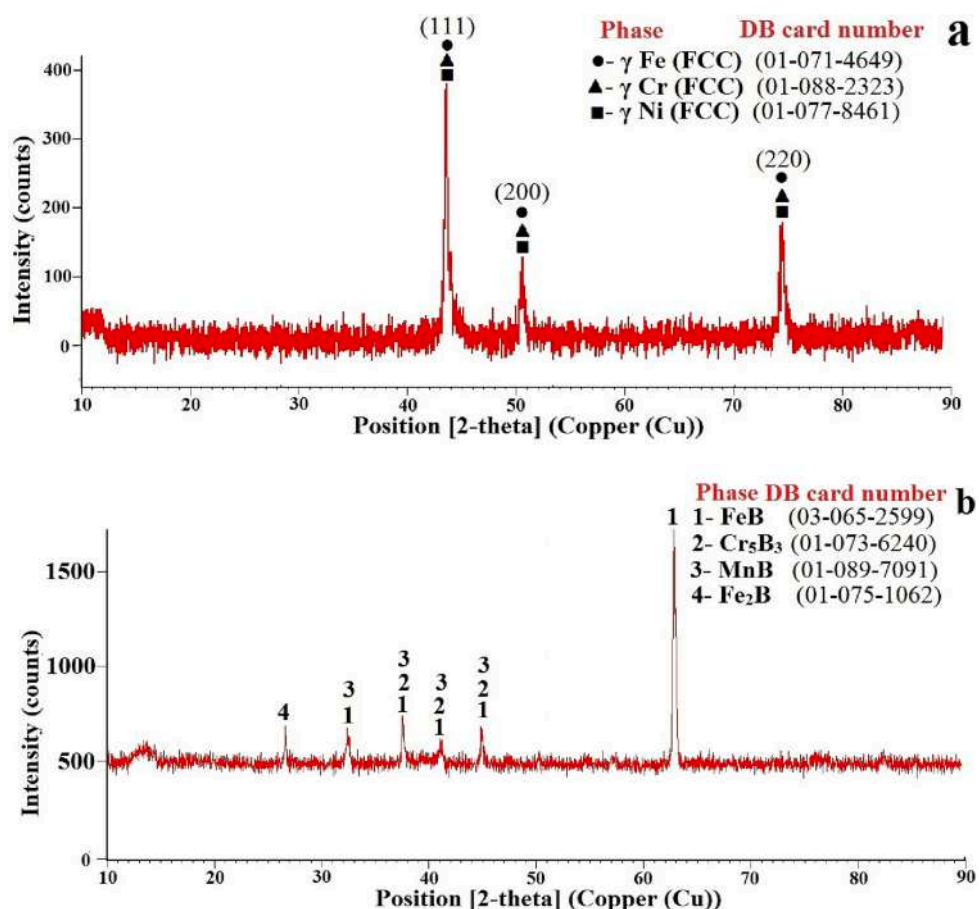 Phase DB card number a
●- γ Fe (FCC) (01-071-4649)
▲- γ Cr (FCC) (01-088-2323)
■- γ Ni (FCC) (01-077-8461)
(111)
(200)
(220)
Intensity (counts)
400
300
200
100
0
10 20 30 40 50 60 70 80 90
Position [2-theta] (Copper (Cu))
Phase DB card number b
1- FeB (03-065-2599)
2- Cr₅B₃ (01-073-6240)
3- MnB (01-089-7091)
4- Fe₂B (01-075-1062)
Intensity (counts)
1500
1000
500
0
4
3
1
3
2
1
3
2
1
3
2
1
1
10 20 30 40 50 60 70 80 90
Position [2-theta] (Copper (Cu))